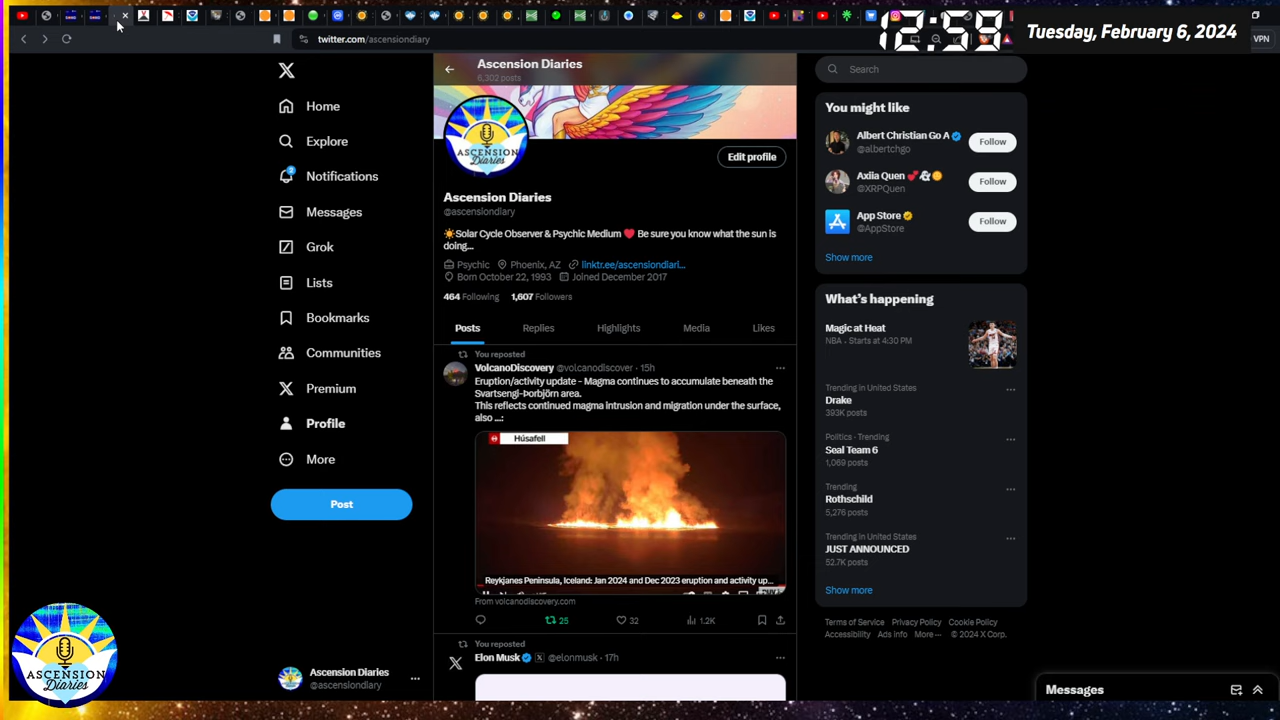 12:59
Tuesday, February 6, 2024
twitter.com/ascensiondiary
VPN
Home
Explore
2
Notifications
Messages
Grok
Lists
Bookmarks
Communities
Premium
Profile
More
Post
Ascension Diaries
@ascensiondiary
ASCENSION
Diaries
Ascension Diaries
6,302 posts
ASCENSION
Diaries
Edit profile
Ascension Diaries
@ascensiondiary
Solar Cycle Observer & Psychic Medium Be sure you know what the sun is
doing...
Psychic Phoenix, AZ linktr.ee/ascensiondiari...
Born October 22, 1993 Joined December 2017
464 Following 1,607 Followers
Posts Replies Highlights Media Likes
You reposted
VolcanoDiscovery @volcanodiscover · 15h
Eruption/activity update - Magma continues to accumulate beneath the
Svartsengi-Þorbjörn area.
This reflects continued magma intrusion and migration under the surface,
also ...:
Húsafell
Reykjanes Peninsula, Iceland: Jan 2024 and Dec 2023 eruption and activity up...
From volcanodiscovery.com
25 32 1.2K
You reposted
Elon Musk @elonmusk · 17h
Search
You might like
Albert Christian Go A
@albertchgo
Follow
Axiia Quen
@XRPQuen
Follow
App Store
@AppStore
Follow
Show more
What's happening
Magic at Heat
NBA · Starts at 4:30 PM
Trending in United States
Drake
393K posts
Politics · Trending
Seal Team 6
1,069 posts
Trending
Rothschild
5,276 posts
Trending in United States
JUST ANNOUNCED
52.7K posts
Show more
Terms of Service Privacy Policy Cookie Policy
Accessibility Ads info More ··· © 2024 X Corp.
Messages